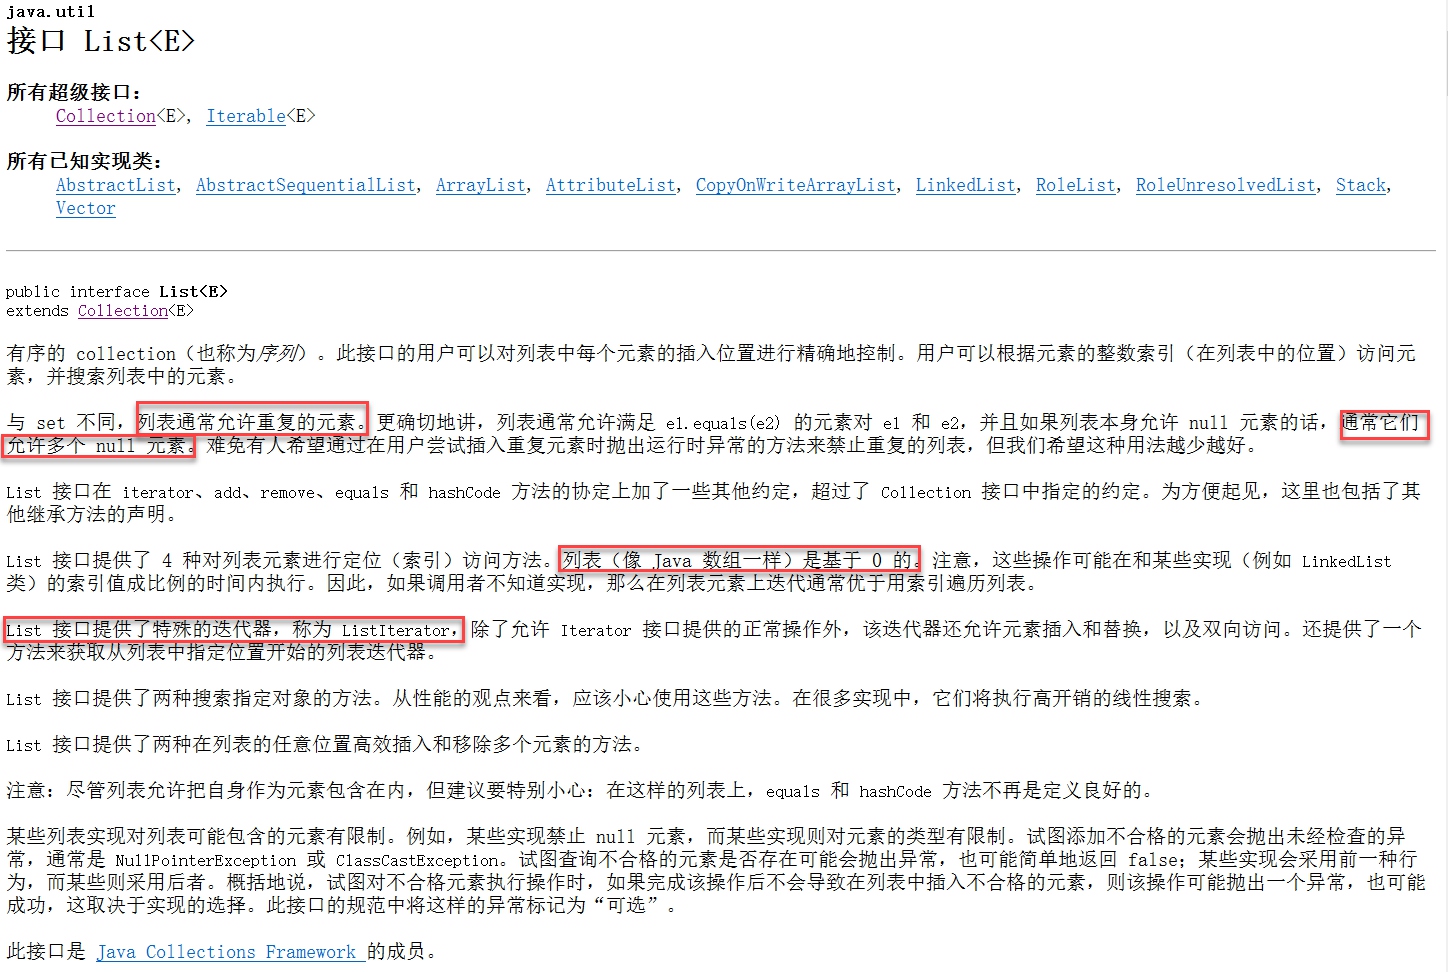 java.util
接口 List<E>
所有超级接口：
Collection<E>, Iterable<E>
所有已知实现类：
AbstractList, AbstractSequentialList, ArrayList, AttributeList, CopyOnWriteArrayList, LinkedList, RoleList, RoleUnresolvedList, Stack,
Vector
public interface List<E>
extends Collection<E>
有序的 collection（也称为序列）。此接口的用户可以对列表中每个元素的插入位置进行精确地控制。用户可以根据元素的整数索引（在列表中的位置）访问元
素，并搜索列表中的元素。
与 set 不同，列表通常允许重复的元素。更确切地讲，列表通常允许满足 e1.equals(e2) 的元素对 e1 和 e2，并且如果列表本身允许 null 元素的话，通常它们
允许多个 null 元素。难免有人希望通过在用户尝试插入重复元素时抛出运行时异常的方法来禁止重复的列表，但我们希望这种用法越少越好。
List 接口在 iterator、add、remove、equals 和 hashCode 方法的协定上加了一些其他约定，超过了 Collection 接口中指定的约定。为方便起见，这里也包括了其
他继承方法的声明。
List 接口提供了 4 种对列表元素进行定位（索引）访问方法。列表（像 Java 数组一样）是基于 0 的。注意，这些操作可能在和某些实现（例如 LinkedList
类）的索引值成比例的时间内执行。因此，如果调用者不知道实现，那么在列表元素上迭代通常优于用索引遍历列表。
List 接口提供了特殊的迭代器，称为 ListIterator，除了允许 Iterator 接口提供的正常操作外，该迭代器还允许元素插入和替换，以及双向访问。还提供了一个
方法来获取从列表中指定位置开始的列表迭代器。
List 接口提供了两种搜索指定对象的方法。从性能的观点来看，应该小心使用这些方法。在很多实现中，它们将执行高开销的线性搜索。
List 接口提供了两种在列表的任意位置高效插入和移除多个元素的方法。
注意：尽管列表允许把自身作为元素包含在内，但建议要特别小心：在这样的列表上，equals 和 hashCode 方法不再是定义良好的。
某些列表实现对列表可能包含的元素有限制。例如，某些实现禁止 null 元素，而某些实现则对元素的类型有限制。试图添加不合格的元素会抛出未经检查的异
常，通常是 NullPointerException 或 ClassCastException。试图查询不合格的元素是否存在可能会抛出异常，也可能简单地返回 false；某些实现会采用前一种行
为，而某些则采用后者。概括地说，试图对不合格元素执行操作时，如果完成该操作后不会导致在列表中插入不合格的元素，则该操作可能抛出一个异常，也可能
成功，这取决于实现的选择。此接口的规范中将这样的异常标记为“可选”。
此接口是 Java Collections Framework 的成员。